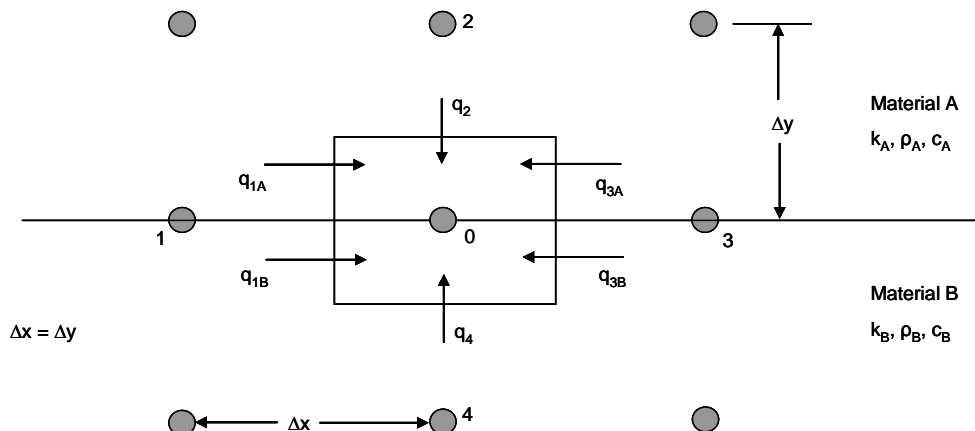 2
Material A
q2
Δy
kA, ρA, cA
q1A
q3A
1
0
3
q1B
q3B
Material B
Δx = Δy
q4
kB, ρB, cB
4
Δx